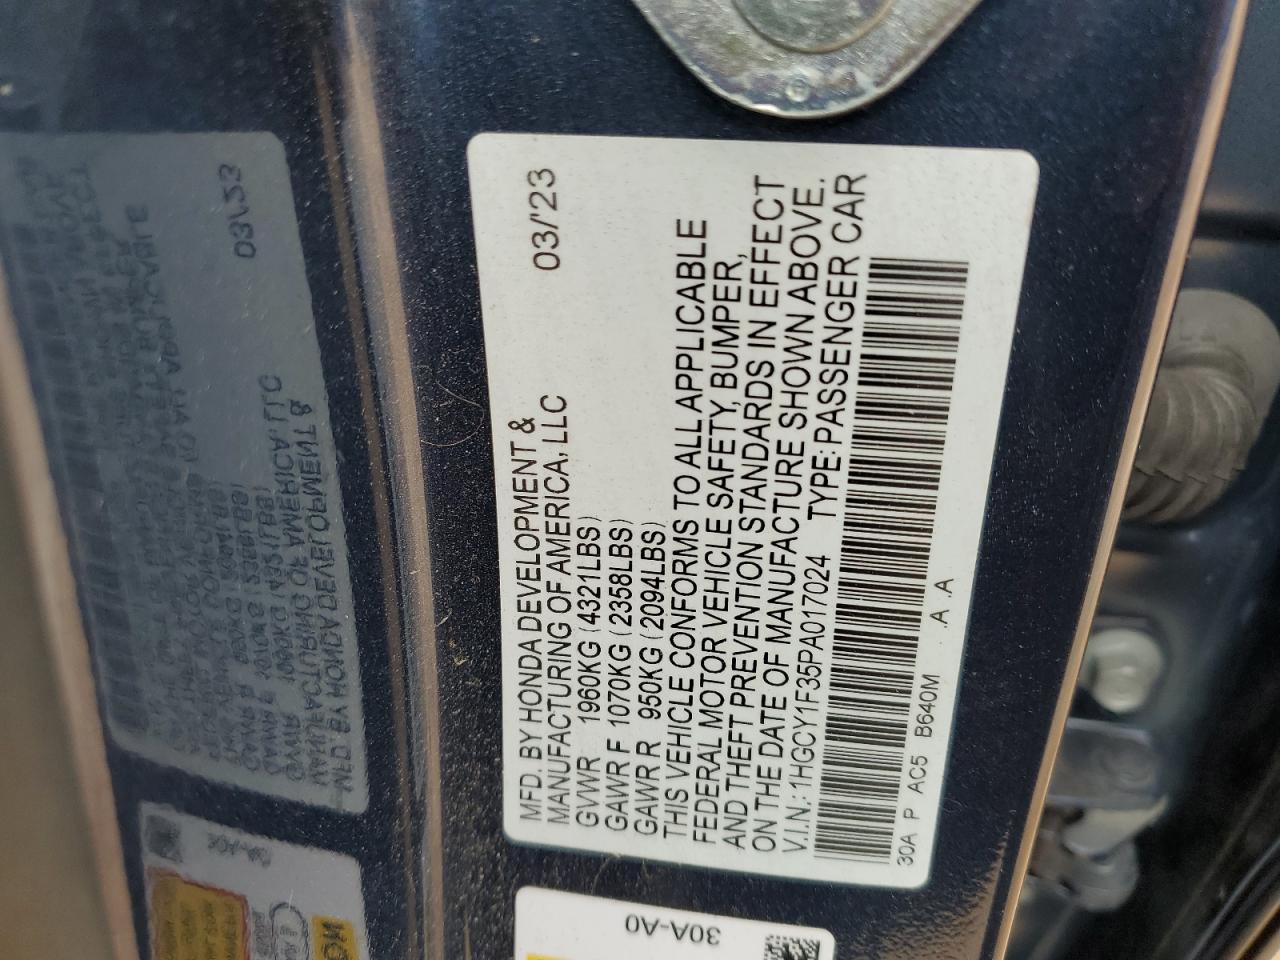 MFD. BY HONDA DEVELOPMENT & 03/'23
MANUFACTURING OF AMERICA, LLC
GVWR 1960KG (4321LBS)
GAWR F 1070KG (2358LBS)
GAWR R 950KG (2094LBS)
THIS VEHICLE CONFORMS TO ALL APPLICABLE
FEDERAL MOTOR VEHICLE SAFETY, BUMPER,
AND THEFT PREVENTION STANDARDS IN EFFECT
ON THE DATE OF MANUFACTURE SHOWN ABOVE.
V.I.N.: 1HGCY1F35PA017024 TYPE: PASSENGER CAR
30A P AC5 B640M .A .A
30A-A0